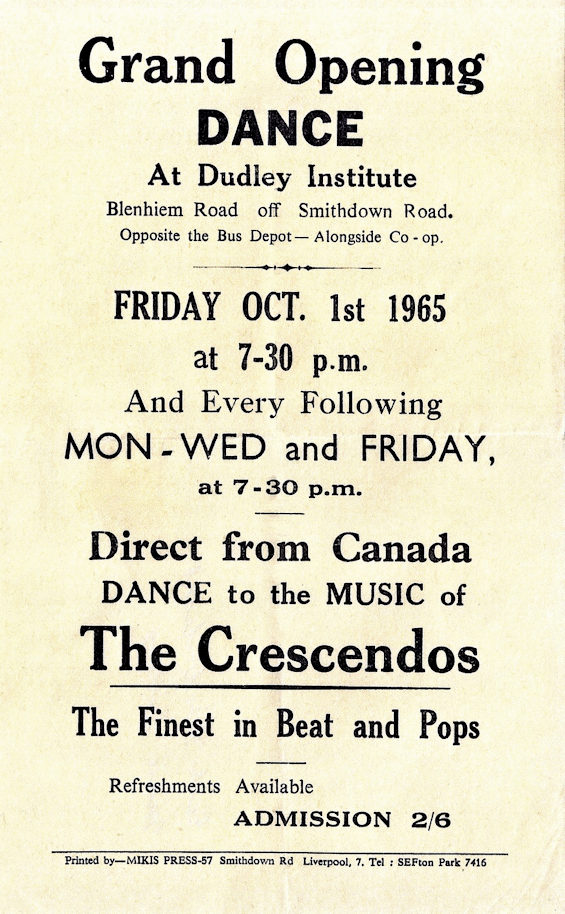 Grand Opening
DANCE
At Dudley Institute
Blenhiem Road off Smithdown Road.
Opposite the Bus Depot— Alongside Co - op.
FRIDAY OCT. 1st 1965
at 7-30 p.m.
And Every Following
MON - WED and FRIDAY,
at 7-30 p.m.
Direct from Canada
DANCE to the MUSIC of
The Crescendos
The Finest in Beat and Pops
Refreshments Available
ADMISSION 2/6
Printed by—MIKIS PRESS-57 Smithdown Rd Liverpool, 7. Tel : SEFton Park 7416